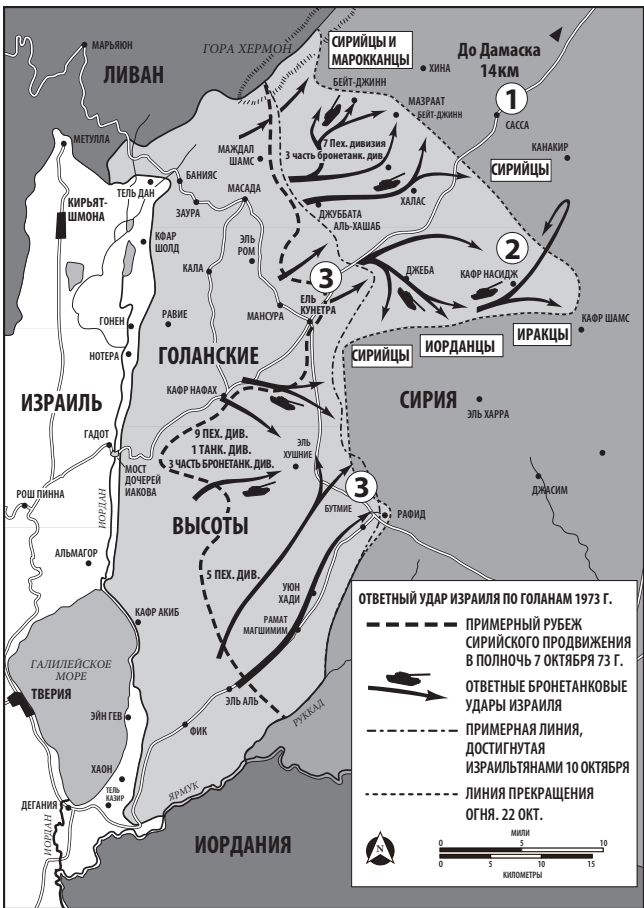 МАРЬЯЮН
ЛИВАН
ГОРА ХЕРМОН
СИРИЙЦЫ И
МАРОККАНЦЫ
До Дамаска
14км
ХИНА
БЕЙТ-ДЖИНН
МАЗРААТ
БЕЙТ-ДЖИНН
1
САССА
МЕТУЛЛА
МАЖДАЛ
ШАМС
7 Пех. дивизия
3 часть бронетанк. див.
КАНАКИР
БАНИЯС
ТЕЛЬ ДАН
МАСАДА
ХАЛАС
СИРИЙЦЫ
КИРЬЯТ-
ШМОНА
ЗАУРА
ДЖУББАТА
АЛЬ-ХАШАБ
КФАР
ШОЛД
ЭЛЬ
РОМ
2
КАЛА
3
ДЖЕБА
КАФР НАСИДЖ
ЕЛЬ
КУНЕТРА
ГОНЕН
РАВИЕ
МАНСУРА
КАФР ШАМС
НОТЕРА
ГОЛАНСКИЕ
СИРИЙЦЫ
ИОРДАНЦЫ
ИРАКЦЫ
КАФР НАФАХ
СИРИЯ
ИЗРАИЛЬ
ЭЛЬ ХАРРА
ГАДОТ
9 ПЕХ. ДИВ.
1 ТАНК. ДИВ.
3 ЧАСТЬ БРОНЕТАНК. ДИВ.
ЭЛЬ
ХУШНИЕ
МОСТ
ДОЧЕРЕЙ
ИАКОВА
3
ДЖАСИМ
РОШ ПИННА
ИОРДАН
БУТМИЕ
РАФИД
ВЫСОТЫ
АЛЬМАГОР
5 ПЕХ. ДИВ.
УЮН
ХАДИ
КАФР АКИБ
РАМАТ
МАГШИМИМ
ГАЛИЛЕЙСКОЕ
МОРЕ
ТВЕРИЯ
ЭЛЬ АЛЬ
РУККАД
ЭЙН ГЕВ
ФИК
ХАОН
ТЕЛЬ
КАЗИР
ЯРМУК
ДЕГАНИЯ
ИОРДАН
ИОРДАНИЯ
ОТВЕТНЫЙ УДАР ИЗРАИЛЯ ПО ГОЛАНАМ 1973 Г.
ПРИМЕРНЫЙ РУБЕЖ
СИРИЙСКОГО ПРОДВИЖЕНИЯ
В ПОЛНОЧЬ 7 ОКТЯБРЯ 73 Г.
ОТВЕТНЫЕ БРОНЕТАНКОВЫЕ
УДАРЫ ИЗРАИЛЯ
ПРИМЕРНАЯ ЛИНИЯ,
ДОСТИГНУТАЯ
ИЗРАИЛЬТЯНАМИ 10 ОКТЯБРЯ
ЛИНИЯ ПРЕКРАЩЕНИЯ
ОГНЯ. 22 ОКТ.
N
МИЛИ
0 5 10
0 5 10 15
КИЛОМЕТРЫ